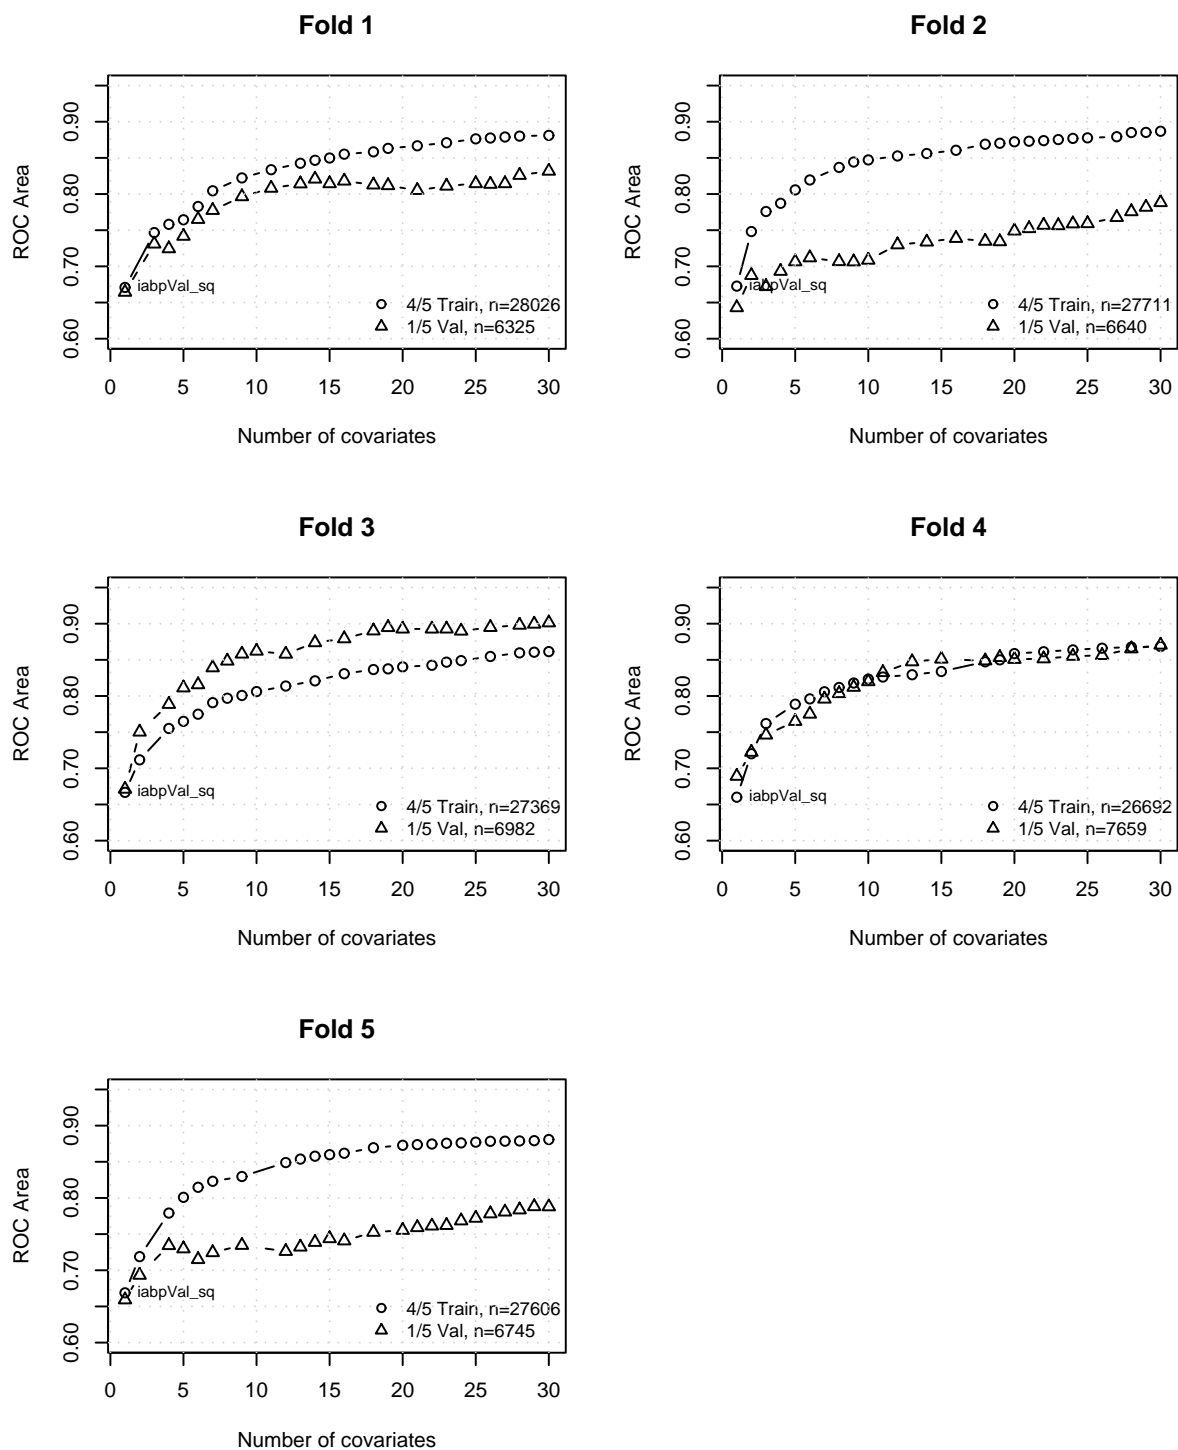 Fold 1
ROC Area
0.60 0.70 0.80 0.90
iabpVal_sq
4/5 Train, n=28026
1/5 Val, n=6325
0 5 10 15 20 25 30
Number of covariates
Fold 2
ROC Area
0.60 0.70 0.80 0.90
iabpVal_sq
4/5 Train, n=27711
1/5 Val, n=6640
0 5 10 15 20 25 30
Number of covariates
Fold 3
ROC Area
0.60 0.70 0.80 0.90
iabpVal_sq
4/5 Train, n=27369
1/5 Val, n=6982
0 5 10 15 20 25 30
Number of covariates
Fold 4
ROC Area
0.60 0.70 0.80 0.90
iabpVal_sq
4/5 Train, n=26692
1/5 Val, n=7659
0 5 10 15 20 25 30
Number of covariates
Fold 5
ROC Area
0.60 0.70 0.80 0.90
iabpVal_sq
4/5 Train, n=27606
1/5 Val, n=6745
0 5 10 15 20 25 30
Number of covariates